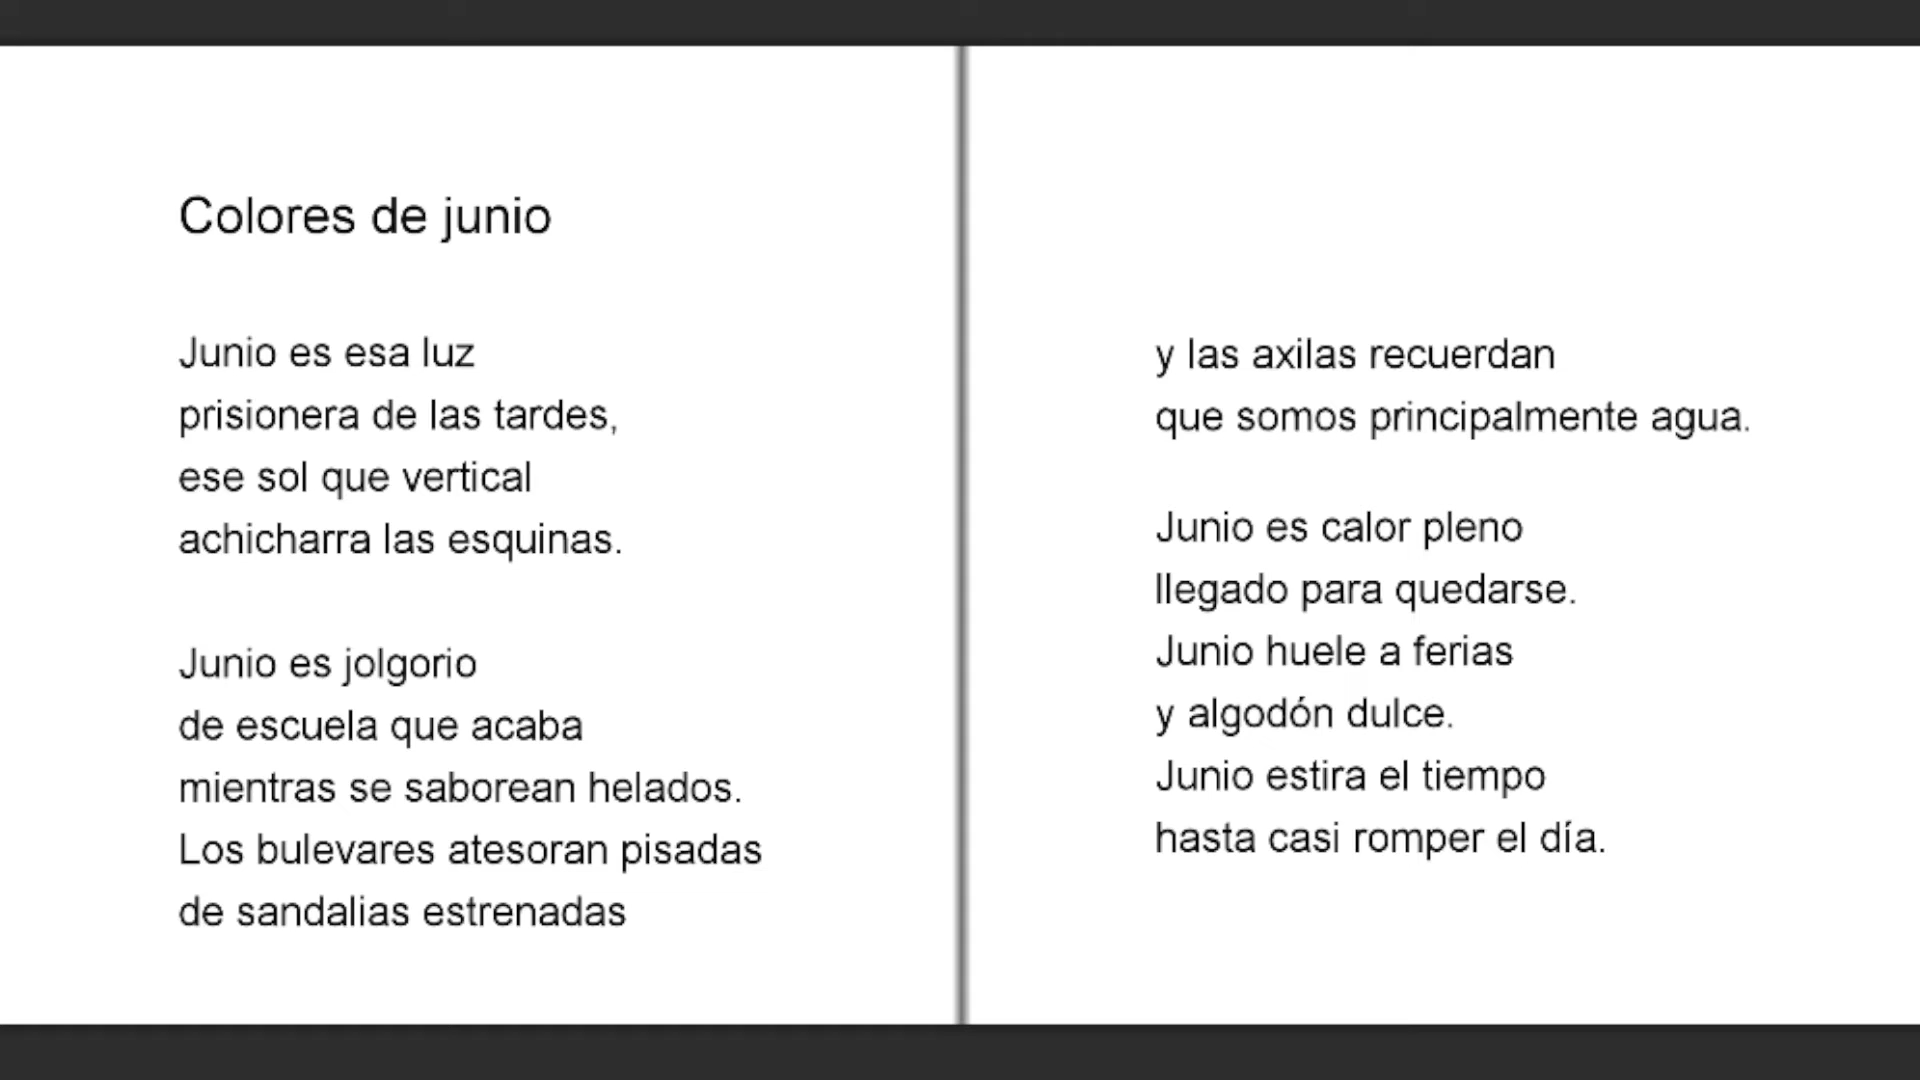 Colores de junio
Junio es esa luz
prisionera de las tardes,
ese sol que vertical
achicharra las esquinas.
Junio es jolgorio
de escuela que acaba
mientras se saborean helados.
Los bulevares atesoran pisadas
de sandalias estrenadas
y las axilas recuerdan
que somos principalmente agua.
Junio es calor pleno
llegado para quedarse.
Junio huele a ferias
y algodón dulce.
Junio estira el tiempo
hasta casi romper el día.